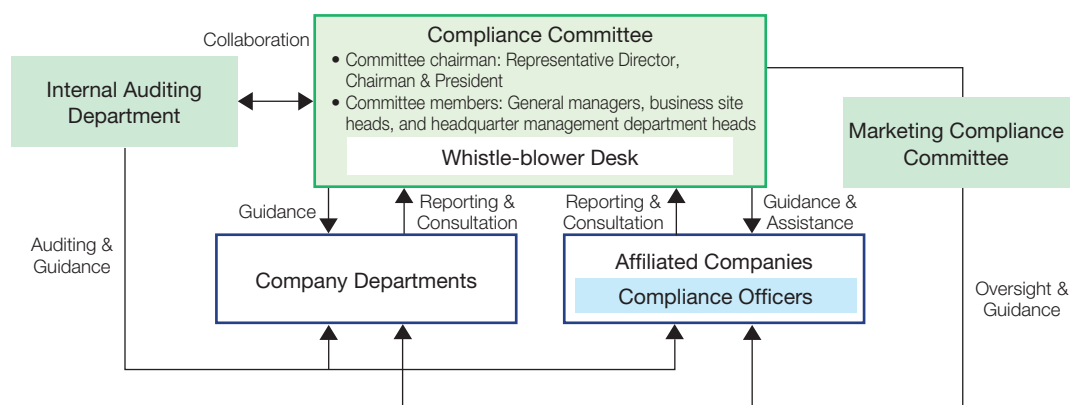 Compliance Committee
Collaboration
• Committee chairman: Representative Director,
Chairman & President
• Committee members: General managers, business site
heads, and headquarter management department heads
Whistle-blower Desk
Internal Auditing
Department
Marketing Compliance
Committee
Guidance
Reporting &
Consultation
Reporting &
Consultation
Guidance &
Assistance
Auditing &
Guidance
Company Departments
Affiliated Companies
Compliance Officers
Oversight &
Guidance